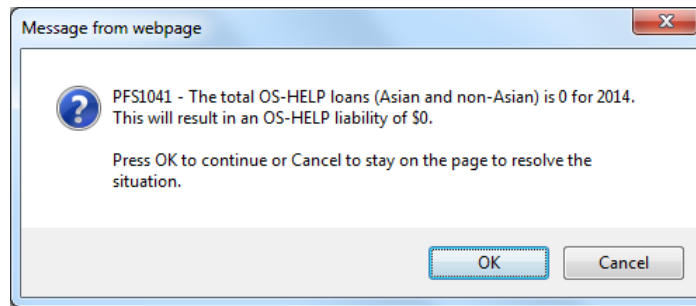 Message from webpage
PFS1041 - The total OS-HELP loans (Asian and non-Asian) is 0 for 2014.
This will result in an OS-HELP liability of $0.
Press OK to continue or Cancel to stay on the page to resolve the
situation.
OK
Cancel